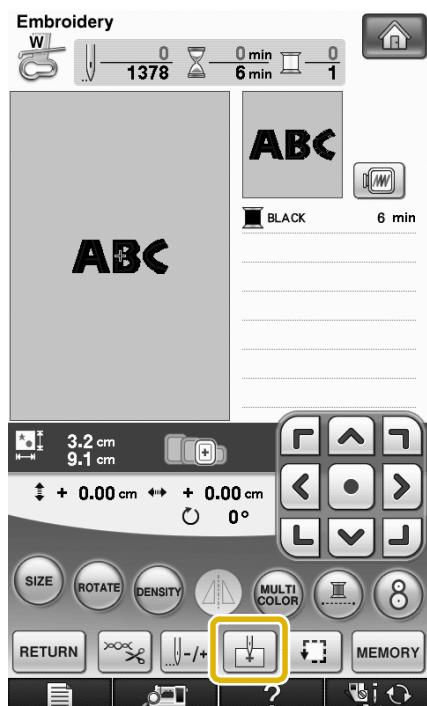 Embroidery
W
0 0 min 0
1378 6 min 1
ABC
BLACK 6 min
ABC
3.2 cm
9.1 cm
+ 0.00 cm + 0.00 cm
0°
SIZE ROTATE DENSITY MULTI COLOR 8
RETURN -/+ MEMORY
?